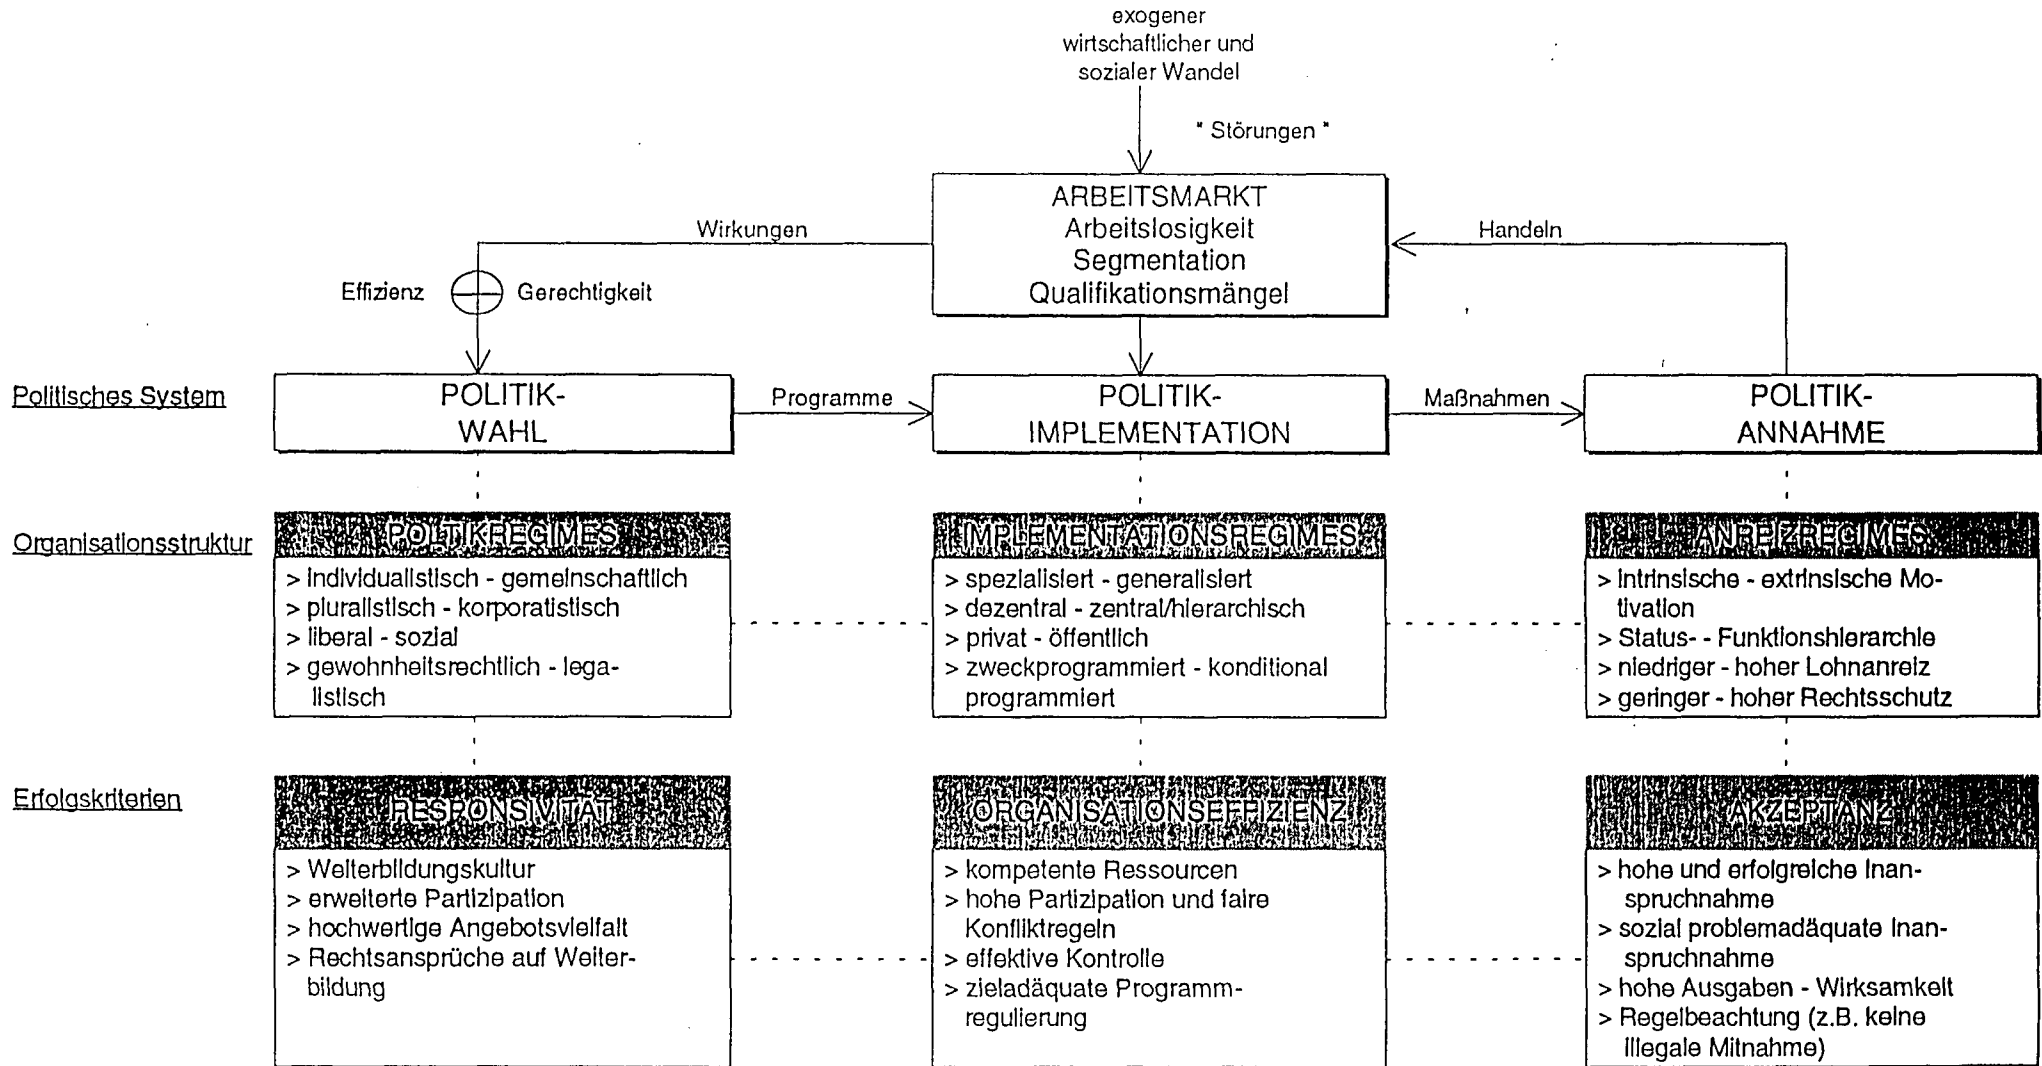 exogener
wirtschaftlicher und
sozialer Wandel
" Störungen "
ARBEITSMARKT
Arbeitslosigkeit
Segmentation
Qualifikationsmängel
Wirkungen
Handeln
Effizienz
Gerechtigkeit
Politisches System
POLITIK-
WAHL
Programme
POLITIK-
IMPLEMENTATION
Maßnahmen
POLITIK-
ANNAHME
Organisationsstruktur
POLITIKREGIMES
> individualistisch - gemeinschaftlich
> pluralistisch - korporatistisch
> liberal - sozial
> gewohnheitsrechtlich - lega-
listisch
IMPLEMENTATIONSREGIMES
> spezialisiert - generalisiert
> dezentral - zentral/hierarchisch
> privat - öffentlich
> zweckprogrammiert - konditional
programmiert
ANREIZREGIMES
> intrinsische - extrinsische Mo-
tivation
> Status- - Funktionshierarchie
> niedriger - hoher Lohnanreiz
> geringer - hoher Rechtsschutz
Erfolgskriterien
RESPONSIVITÄT
> Weiterbildungskultur
> erweiterte Partizipation
> hochwertige Angebotsvielfalt
> Rechtsansprüche auf Weiter-
bildung
ORGANISATIONSEFFIZIENZ
> kompetente Ressourcen
> hohe Partizipation und faire
Konfliktregeln
> effektive Kontrolle
> zieladäquate Programm-
regulierung
AKZEPTANZ
> hohe und erfolgreiche Inan-
spruchnahme
> sozial problemadäquate Inan-
spruchnahme
> hohe Ausgaben - Wirksamkeit
> Regelbeachtung (z.B. keine
illegale Mitnahme)